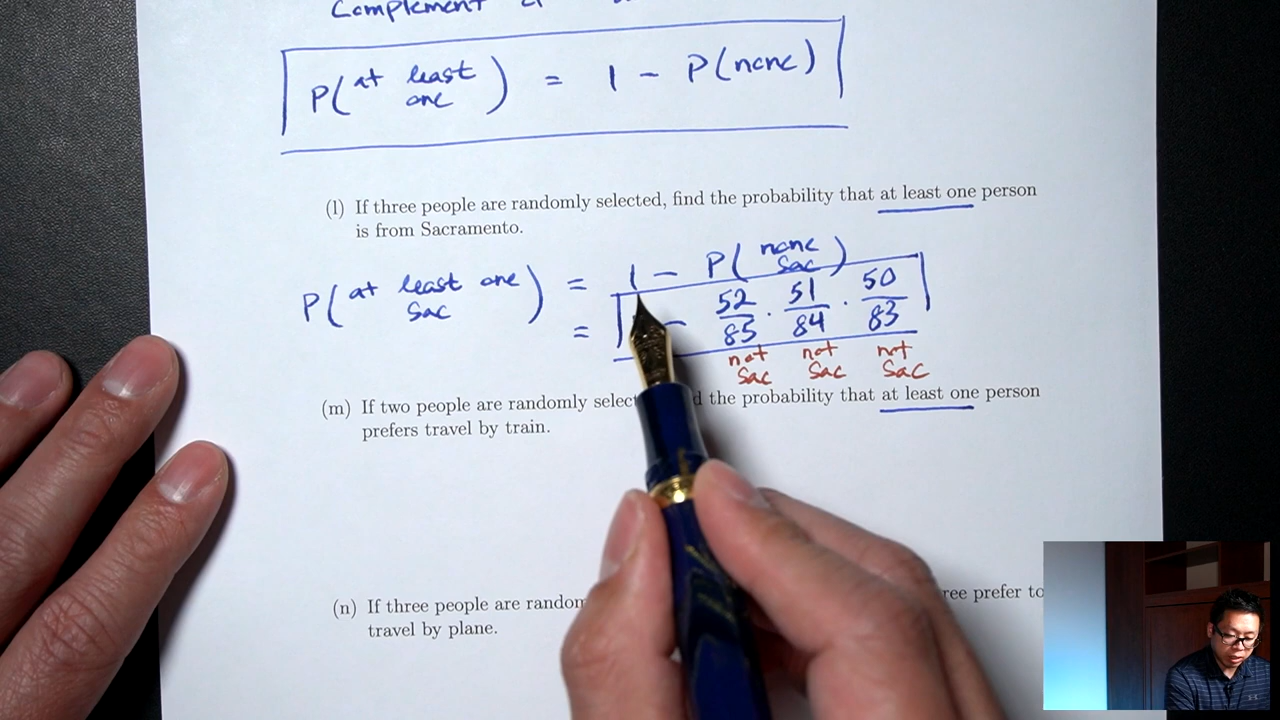 Complement
P( at least one ) = 1 - P(none)
(l) If three people are randomly selected, find the probability that at least one person
is from Sacramento.
P( at least one Sac ) = 1 - P( none Sac )
= - 52/85 · 51/84 · 50/83
not Sac not Sac not Sac
(m) If two people are randomly the probability that at least one person
prefers travel by train.
(n) If three people are prefer to
travel by plane.